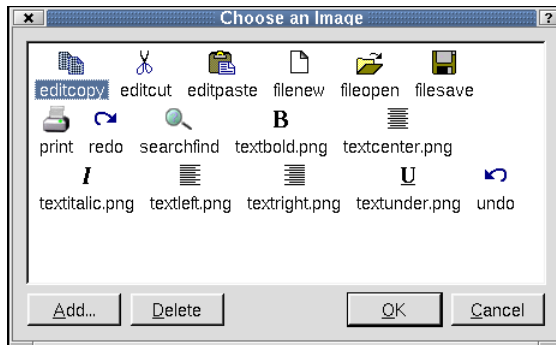 Choose an Image
?
editcopy editcut editpaste filenew fileopen filesave
B
print redo searchfind textbold.png textcenter.png
I U
textitalic.png textleft.png textright.png textunder.png undo
Add... Delete OK Cancel